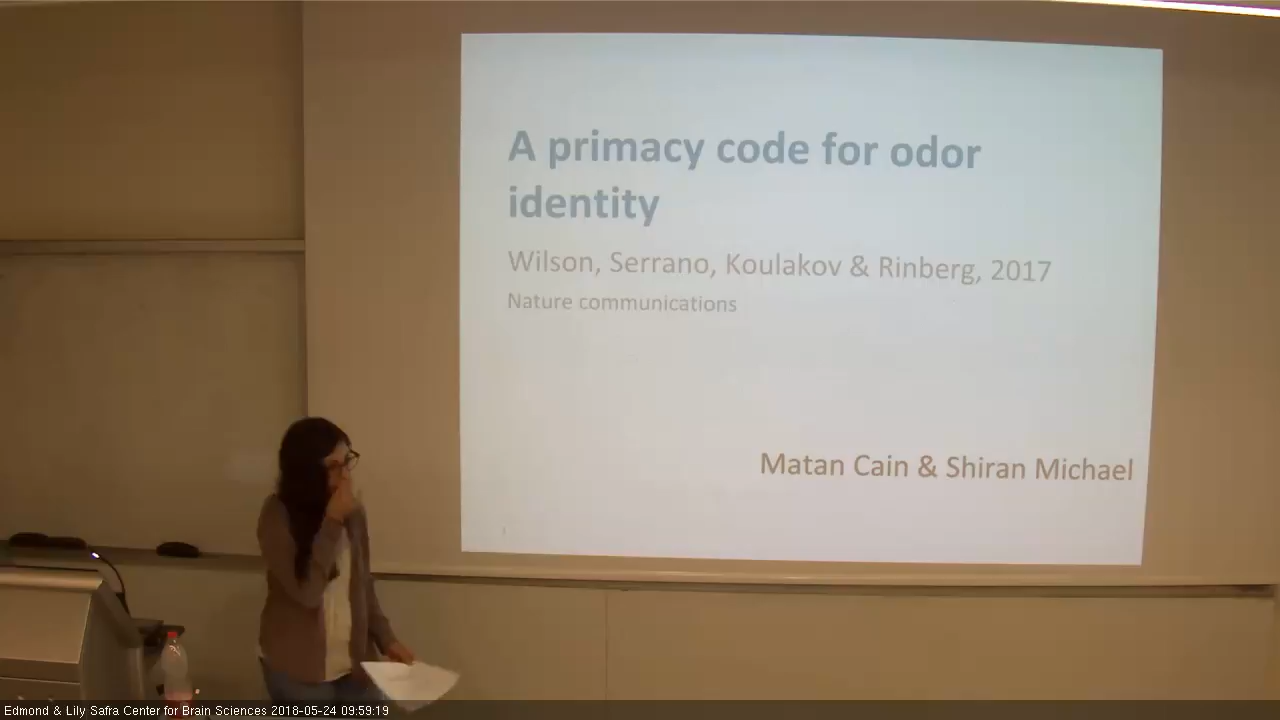 A primacy code for odor
identity
Wilson, Serrano, Koulakov & Rinberg, 2017
Nature communications
Matan Cain & Shiran Michael
Edmond & Lily Safra Center for Brain Sciences 2018-05-24 09:59:19